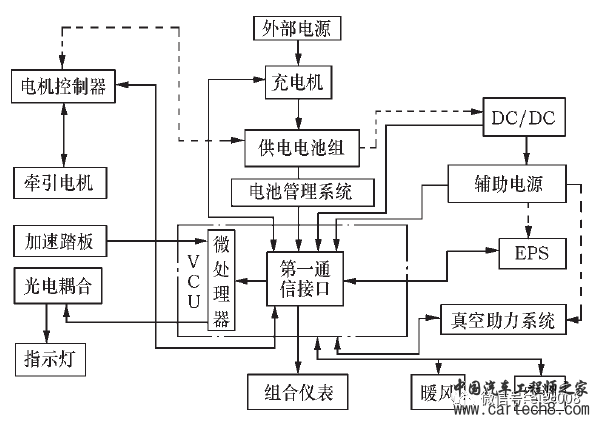 外部电源
电机控制器
充电机
DC/DC
供电电池组
牵引电机
电池管理系统
辅助电源
加速踏板
VCU
微处理器
第一通
信接口
EPS
光电耦合
真空助力系统
指示灯
组合仪表
暖风
中国汽车工程师之家
www.cartech8.com